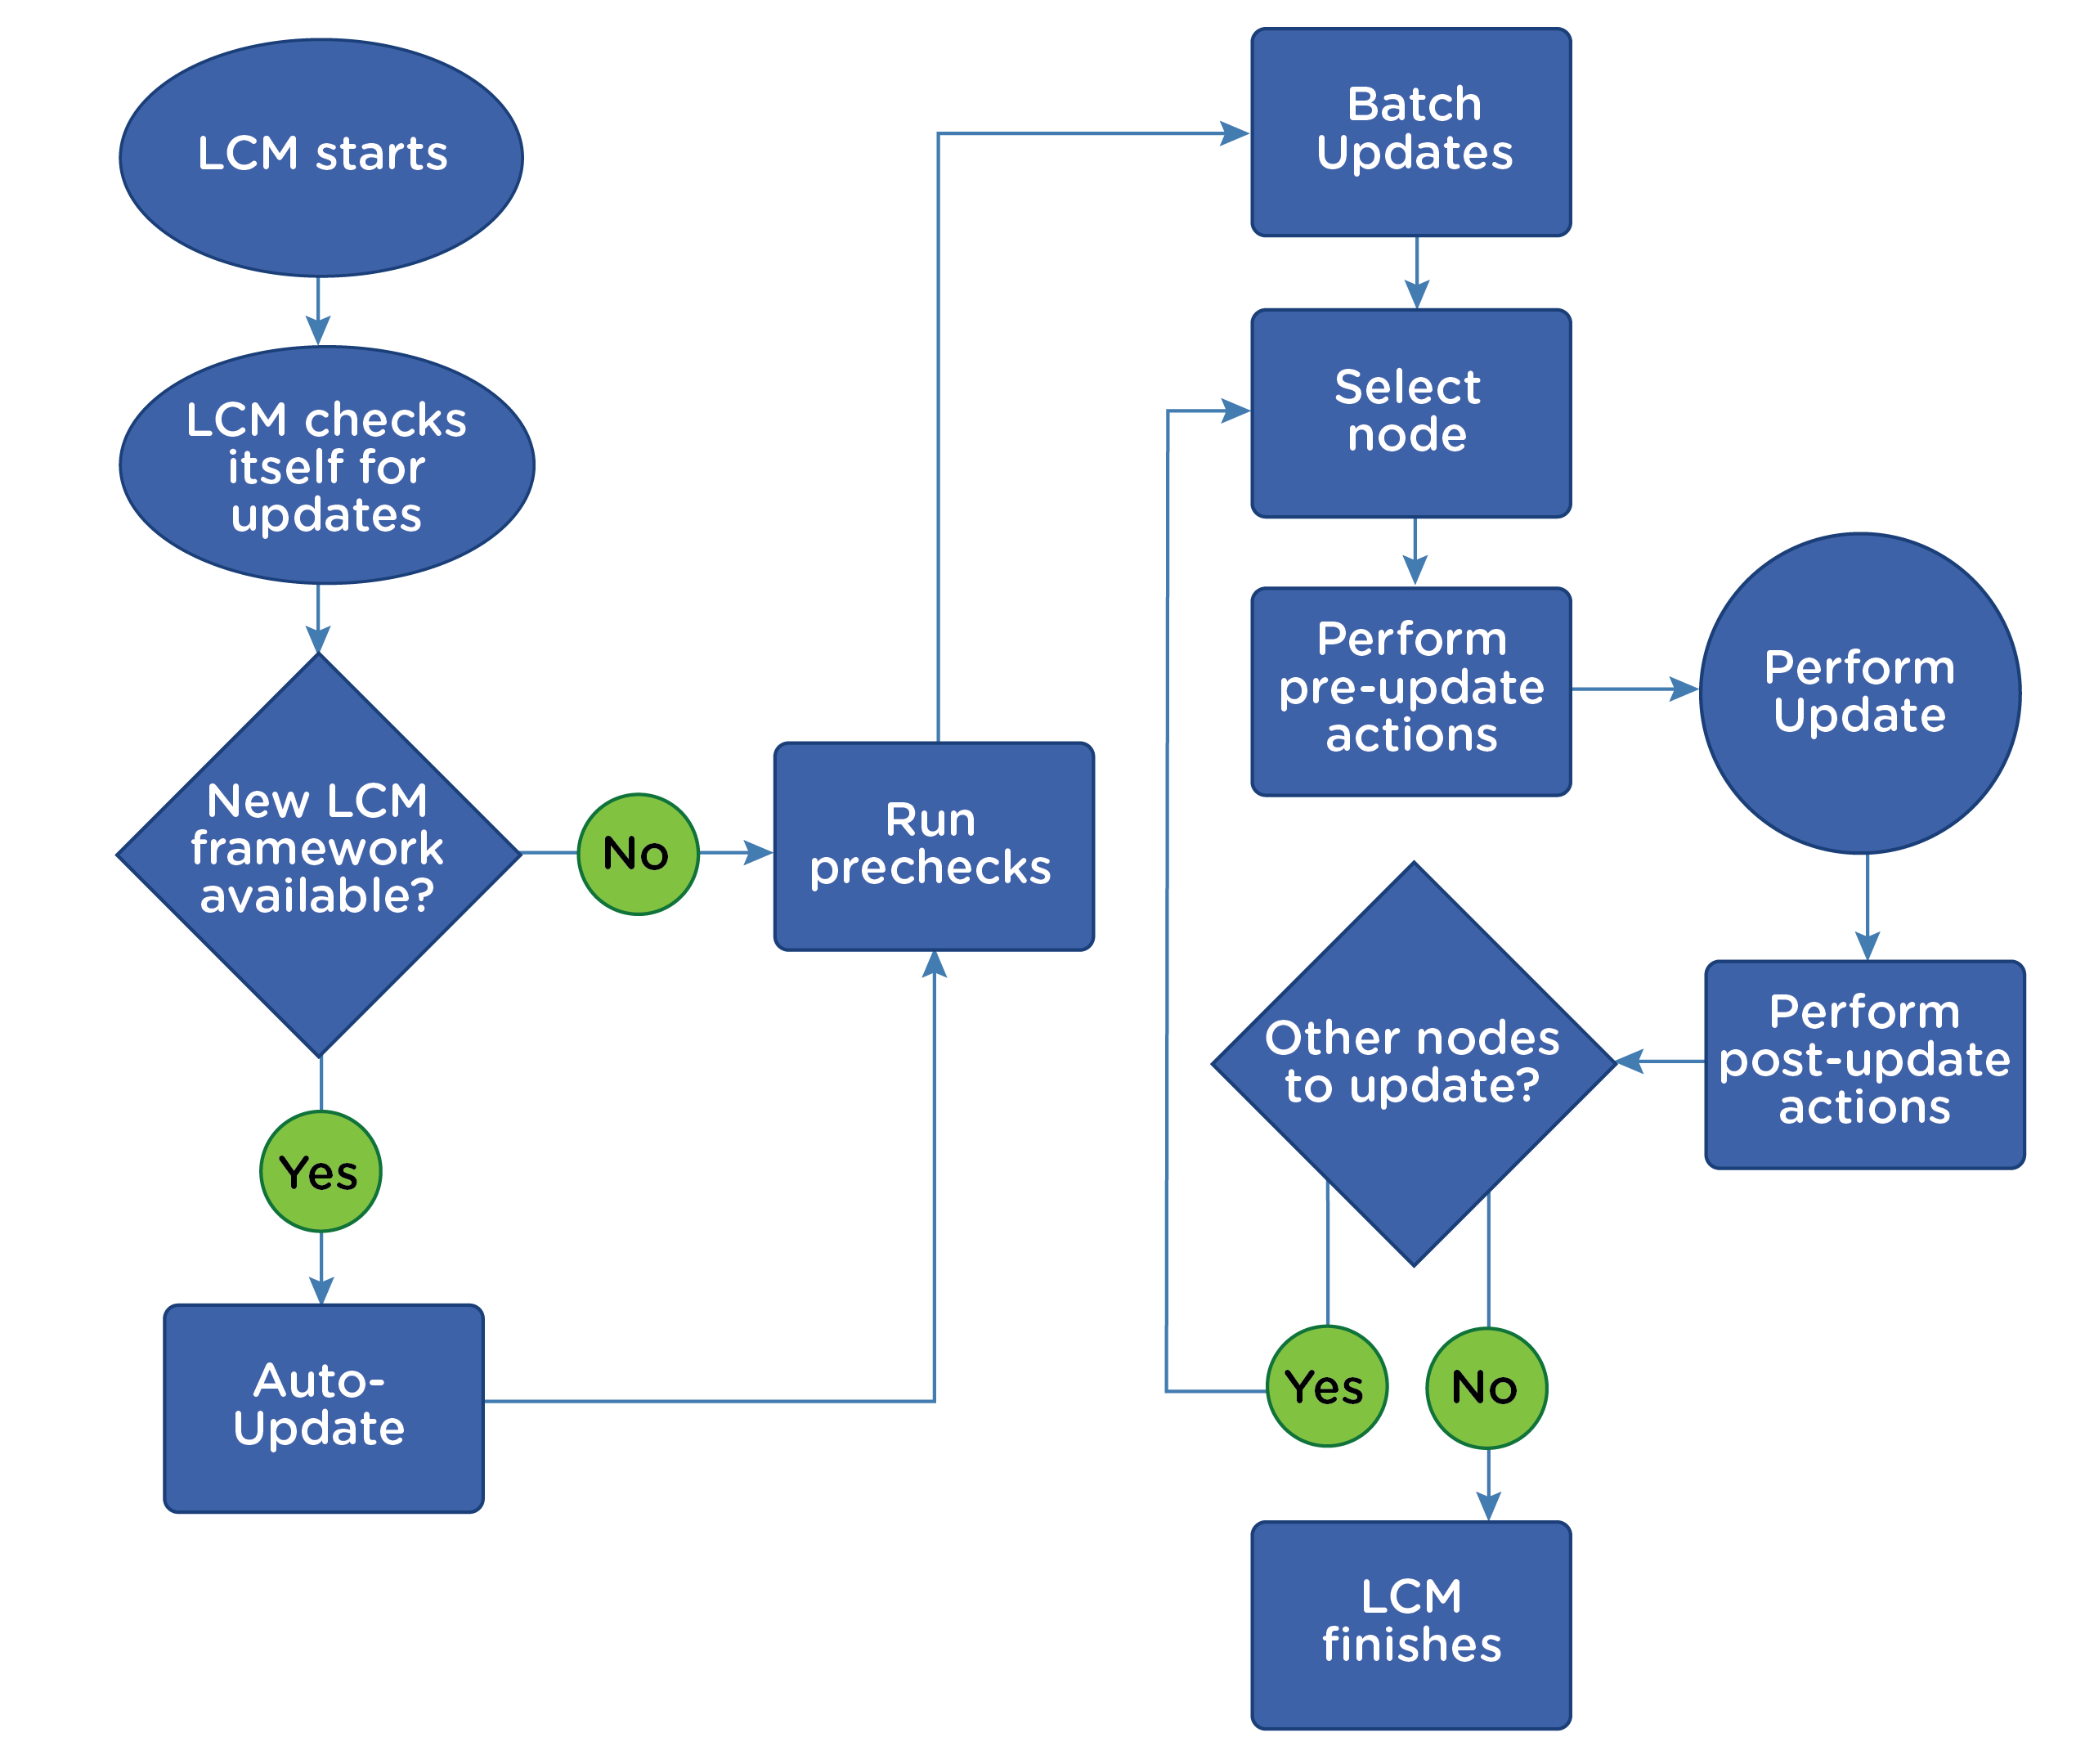 LCM starts
LCM checks
itself for
updates
New LCM
framework
available?
No
Yes
Auto-
Update
Run
prechecks
Batch
Updates
Select
node
Perform
pre-update
actions
Perform
Update
Perform
post-update
actions
Other nodes
to update?
Yes
No
LCM
finishes